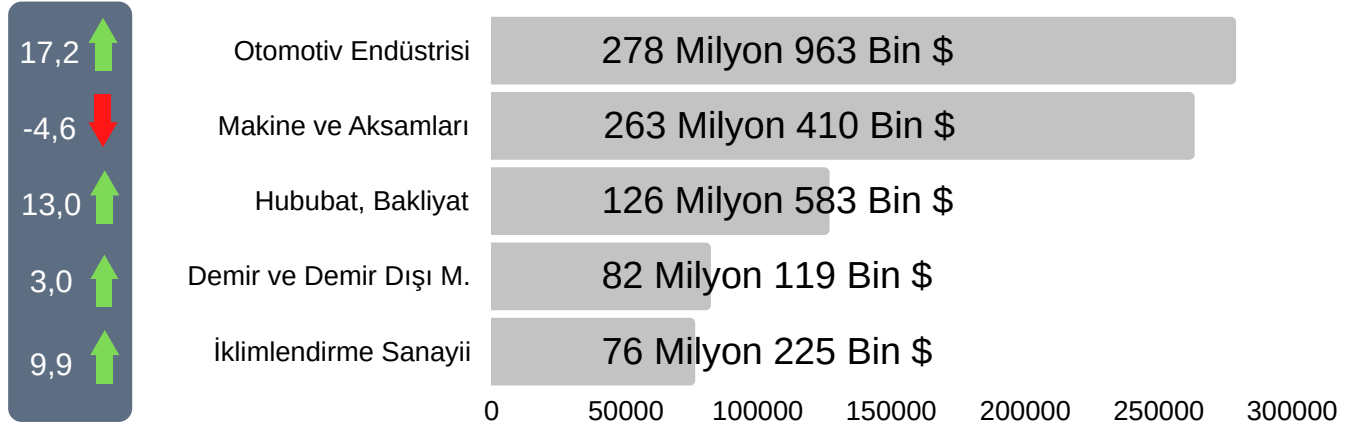 17,2 Otomotiv Endüstrisi 278 Milyon 963 Bin $
-4,6 Makine ve Aksamları 263 Milyon 410 Bin $
13,0 Hububat, Bakliyat 126 Milyon 583 Bin $
3,0 Demir ve Demir Dışı M. 82 Milyon 119 Bin $
9,9 İklimlendirme Sanayii 76 Milyon 225 Bin $
0 50000 100000 150000 200000 250000 300000